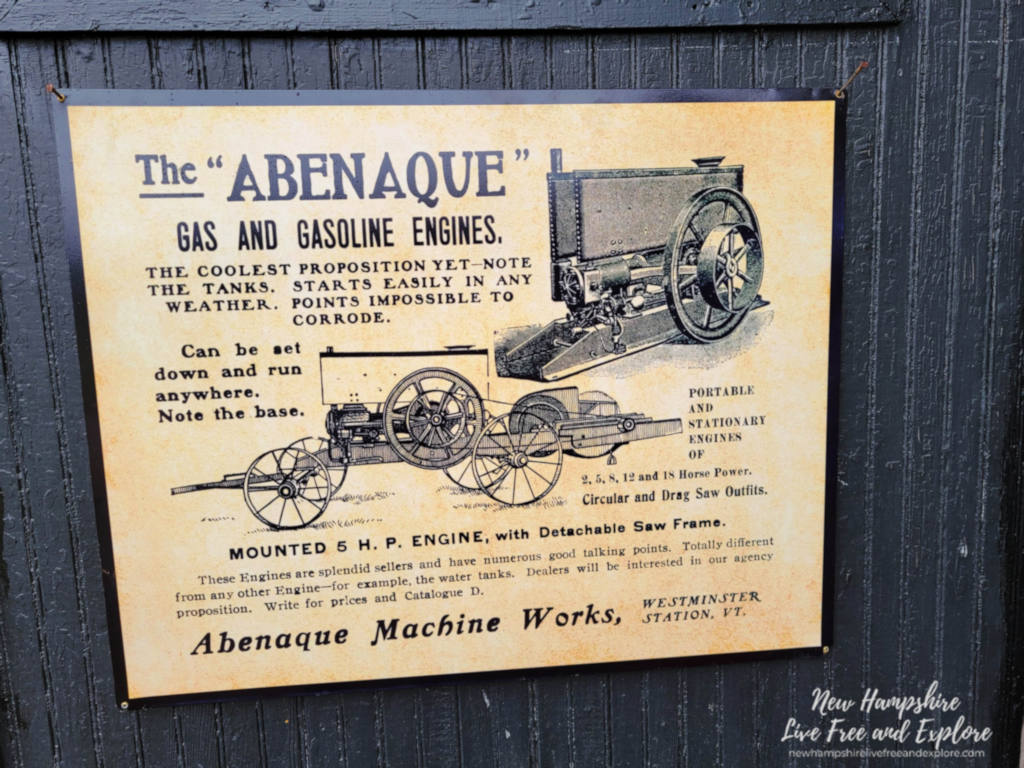 The "ABENAQUE"
GAS AND GASOLINE ENGINES.
THE COOLEST PROPOSITION YET—NOTE
THE TANKS. STARTS EASILY IN ANY
WEATHER. POINTS IMPOSSIBLE TO
CORRODE.
Can be set
down and run
anywhere.
Note the base.
PORTABLE
AND
STATIONARY
ENGINES
OF
2, 5, 8, 12 and 18 Horse Power.
Circular and Drag Saw Outfits.
MOUNTED 5 H. P. ENGINE, with Detachable Saw Frame.
These Engines are splendid sellers and have numerous good talking points. Totally different
from any other Engine—for example, the water tanks. Dealers will be interested in our agency
proposition. Write for prices and Catalogue D.
Abenaque Machine Works,
WESTMINSTER
STATION, VT.
New Hampshire
Live Free and Explore
newhampshirelivefreeandexplore.com